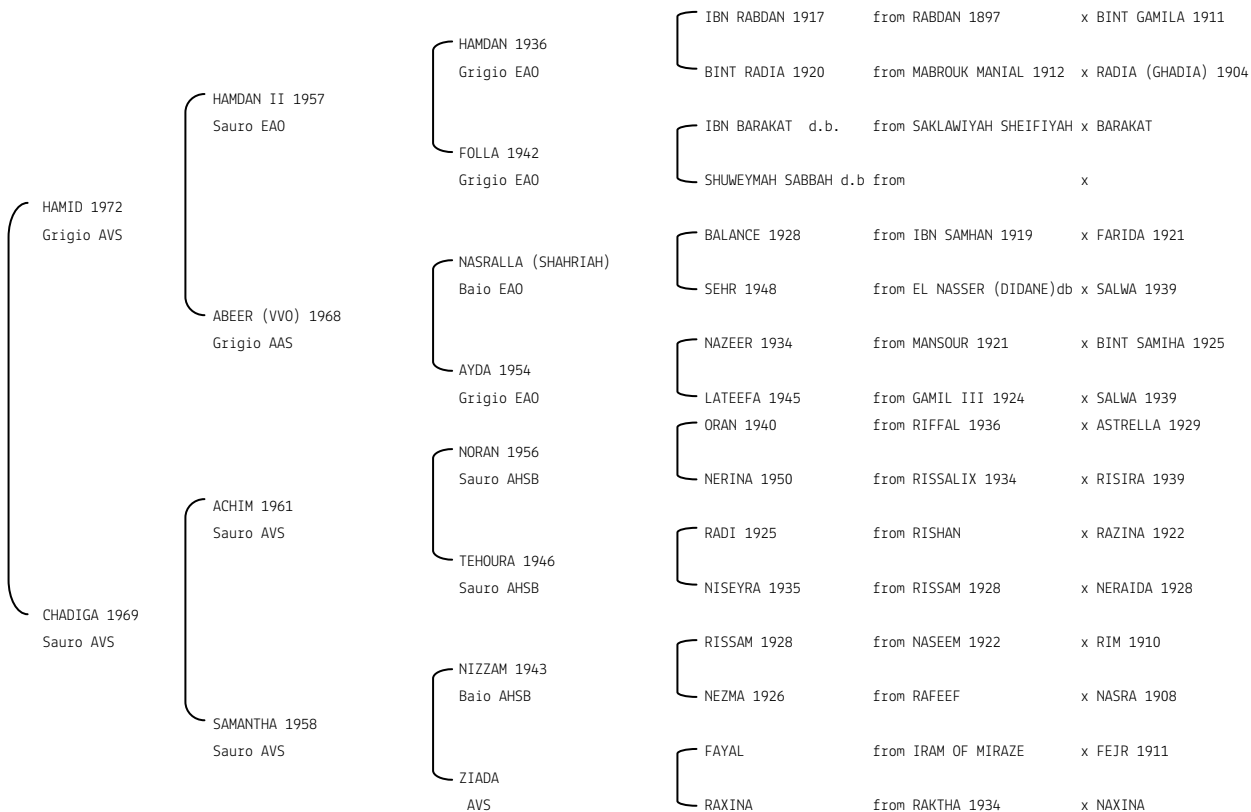 IBN RABDAN 1917 from RABDAN 1897 x BINT GAMILA 1911
HAMDAN 1936
Grigio EAO BINT RADIA 1920 from MABROUK MANIAL 1912 x RADIA (GHADIA) 1904
HAMDAN II 1957
Sauro EAO IBN BARAKAT d.b. from SAKLAWIYAH SHEIFIYAH x BARAKAT
FOLLA 1942
Grigio EAO SHUWEYMAH SABBAH d.b from x
HAMID 1972
Grigio AVS BALANCE 1928 from IBN SAMHAN 1919 x FARIDA 1921
NASRALLA (SHAHRIAH)
Baio EAO SEHR 1948 from EL NASSER (DIDANE)db x SALWA 1939
ABEER (VVO) 1968
Grigio AAS NAZEER 1934 from MANSOUR 1921 x BINT SAMIHA 1925
AYDA 1954
Grigio EAO LATEEFA 1945 from GAMIL III 1924 x SALWA 1939
ORAN 1940 from RIFFAL 1936 x ASTRELLA 1929
NORAN 1956
Sauro AHSB NERINA 1950 from RISSALIX 1934 x RISIRA 1939
ACHIM 1961
Sauro AVS RADI 1925 from RISHAN x RAZINA 1922
TEHOURA 1946
Sauro AHSB NISEYRA 1935 from RISSAM 1928 x NERAIDA 1928
CHADIGA 1969
Sauro AVS RISSAM 1928 from NASEEM 1922 x RIM 1910
NIZZAM 1943
Baio AHSB NEZMA 1926 from RAFEEF x NASRA 1908
SAMANTHA 1958
Sauro AVS FAYAL from IRAM OF MIRAZE x FEJR 1911
ZIADA
AVS RAXINA from RAKTHA 1934 x NAXINA